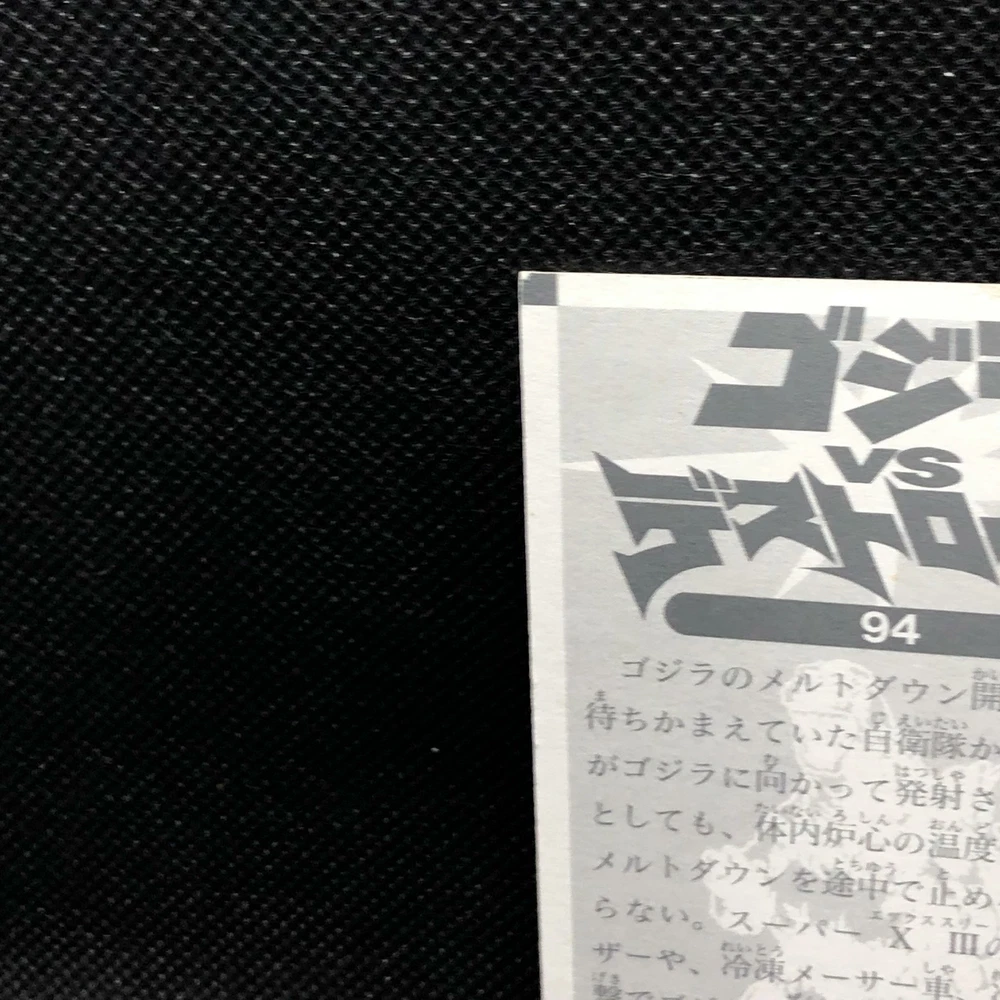 ゴジ
VS
デストロ
94
ゴジラのメルトダウン開
待ちかまえていた自衛隊か
がゴジラに向かって発射さ
としても、体内炉心の温度
メルトダウンを途中で止め
らない。スーパー X IIIの
ザーや、冷凍メーサー車、
撃で